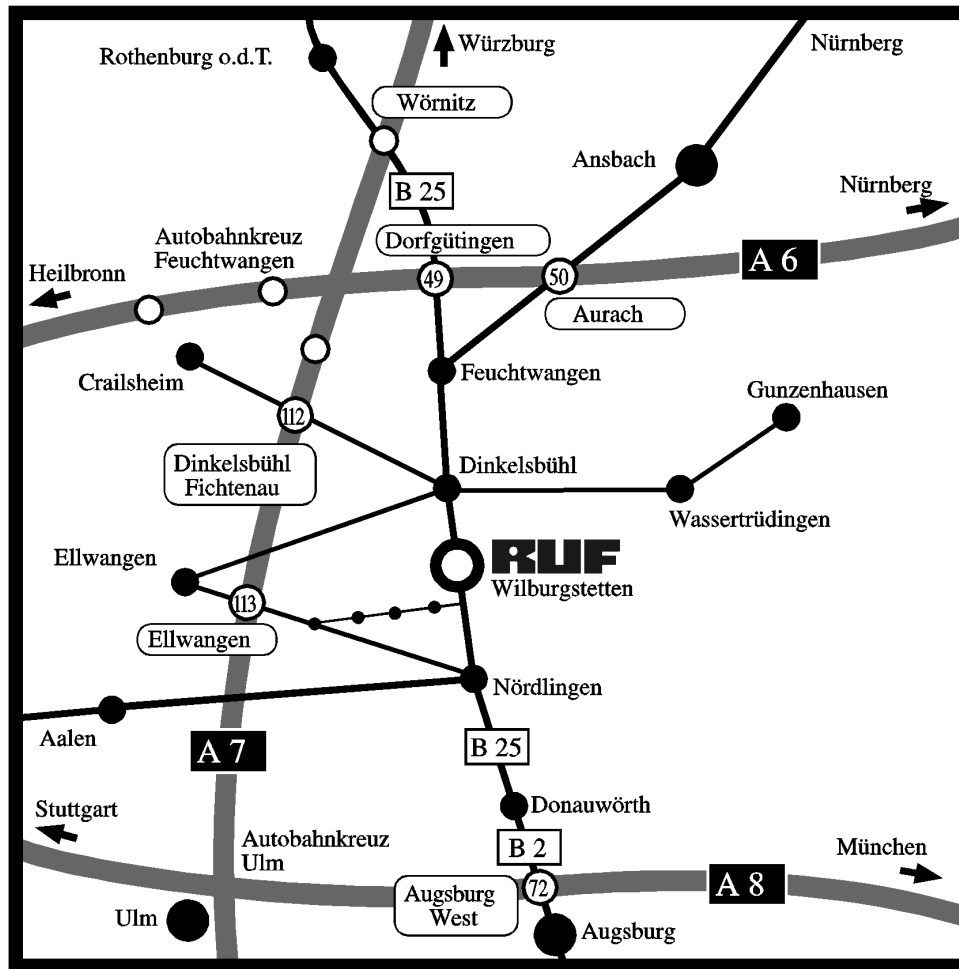 Rothenburg o.d.T.
Würzburg
Nürnberg
Wörnitz
Ansbach
B 25
Nürnberg
Autobahnkreuz
Feuchtwangen
Dorfgütingen
Heilbronn
49
50
A 6
Aurach
Crailsheim
Feuchtwangen
Gunzenhausen
112
Dinkelsbühl
Fichtenau
Dinkelsbühl
Wassertrüdingen
Ellwangen
RUF
Wilburgstetten
113
Ellwangen
Nördlingen
Aalen
A 7
B 25
Stuttgart
Donauwörth
Autobahnkreuz
Ulm
B 2
München
Augsburg
West
72
A 8
Ulm
Augsburg